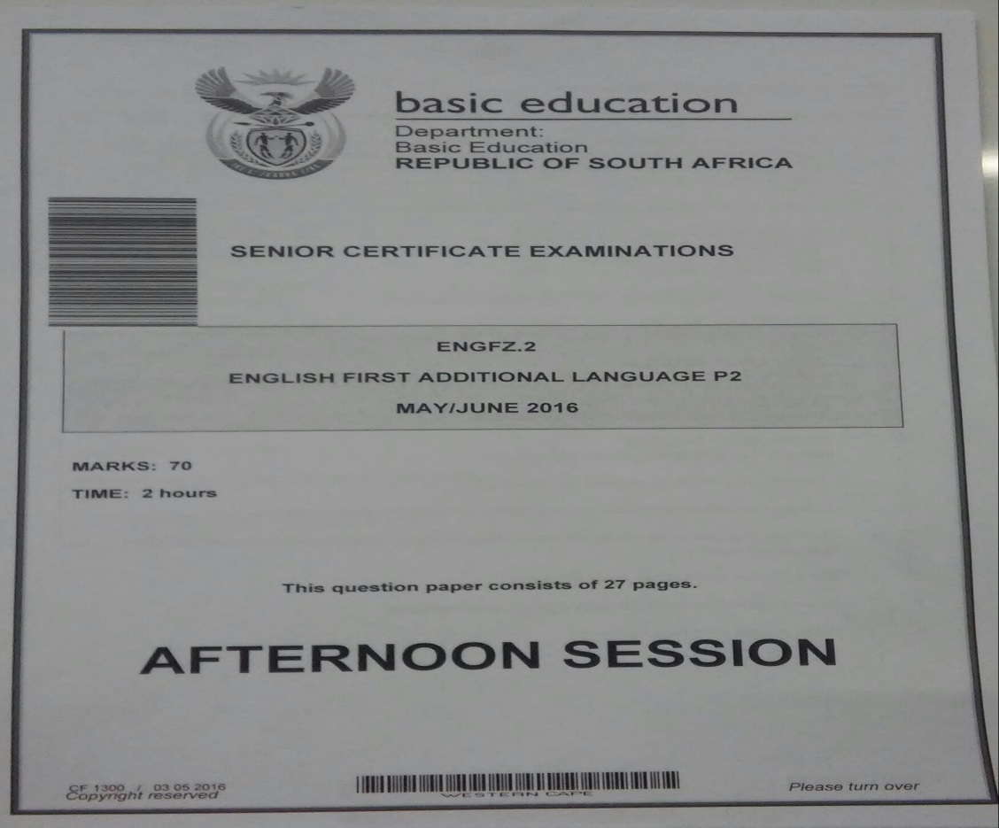 basic education
Department:
Basic Education
REPUBLIC OF SOUTH AFRICA
SENIOR CERTIFICATE EXAMINATIONS
ENGFZ.2
ENGLISH FIRST ADDITIONAL LANGUAGE P2
MAY/JUNE 2016
MARKS: 70
TIME: 2 hours
This question paper consists of 27 pages.
AFTERNOON SESSION
CF 1300 / 03 05 2016
Copyright reserved
WESTERN CAPE
Please turn over